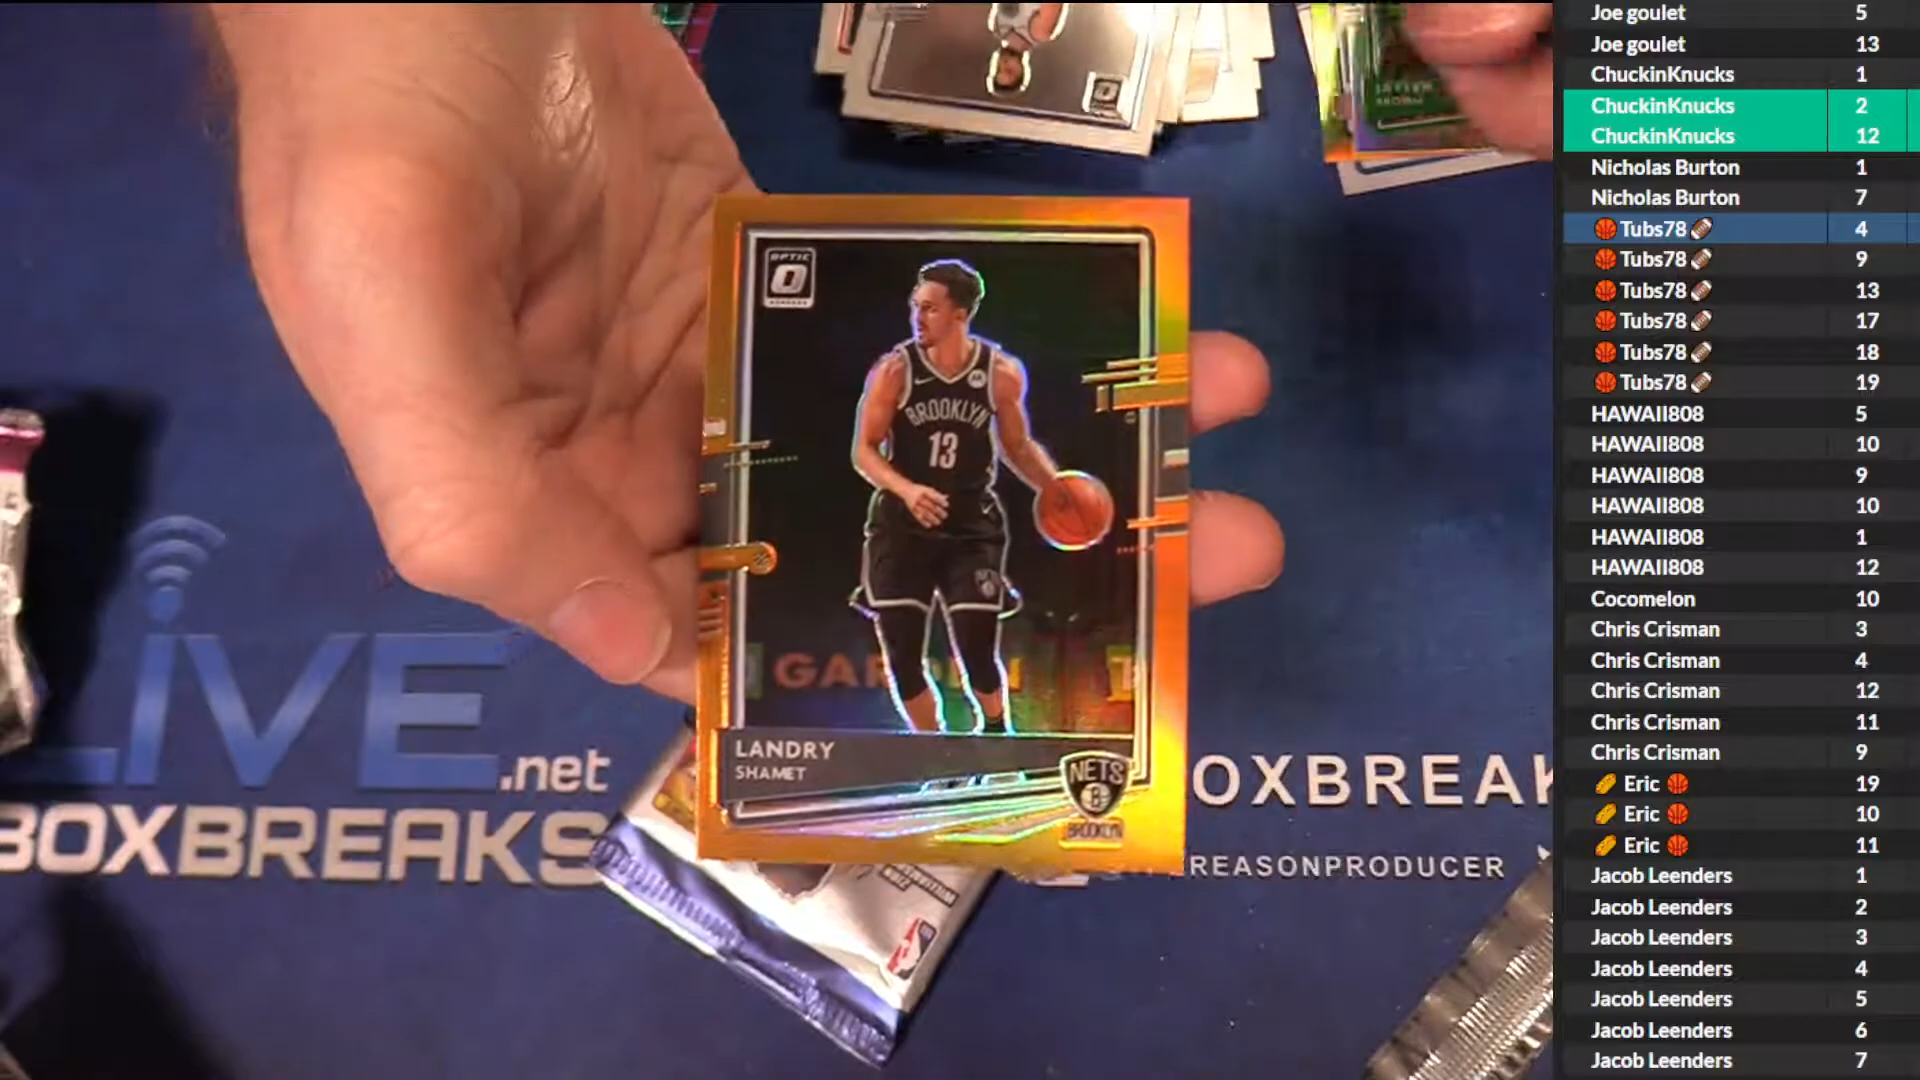 OPTIC
BROOKLYN
13
GARDEN
LANDRY
SHAMET
NETS
B
BROOKLYN
LIVE.net
BOXBREAKS
OXBREAK
REASONPRODUCER
Joe goulet 5
Joe goulet 13
ChuckinKnucks 1
ChuckinKnucks 2
ChuckinKnucks 12
Nicholas Burton 1
Nicholas Burton 7
🏀 Tubs78 🏈 4
🏀 Tubs78 🏈 9
🏀 Tubs78 🏈 13
🏀 Tubs78 🏈 17
🏀 Tubs78 🏈 18
🏀 Tubs78 🏈 19
HAWAII808 5
HAWAII808 10
HAWAII808 9
HAWAII808 10
HAWAII808 1
HAWAII808 12
Cocomelon 10
Chris Crisman 3
Chris Crisman 4
Chris Crisman 12
Chris Crisman 11
Chris Crisman 9
Eric 🏀 19
Eric 🏀 10
Eric 🏀 11
Jacob Leenders 1
Jacob Leenders 2
Jacob Leenders 3
Jacob Leenders 4
Jacob Leenders 5
Jacob Leenders 6
Jacob Leenders 7